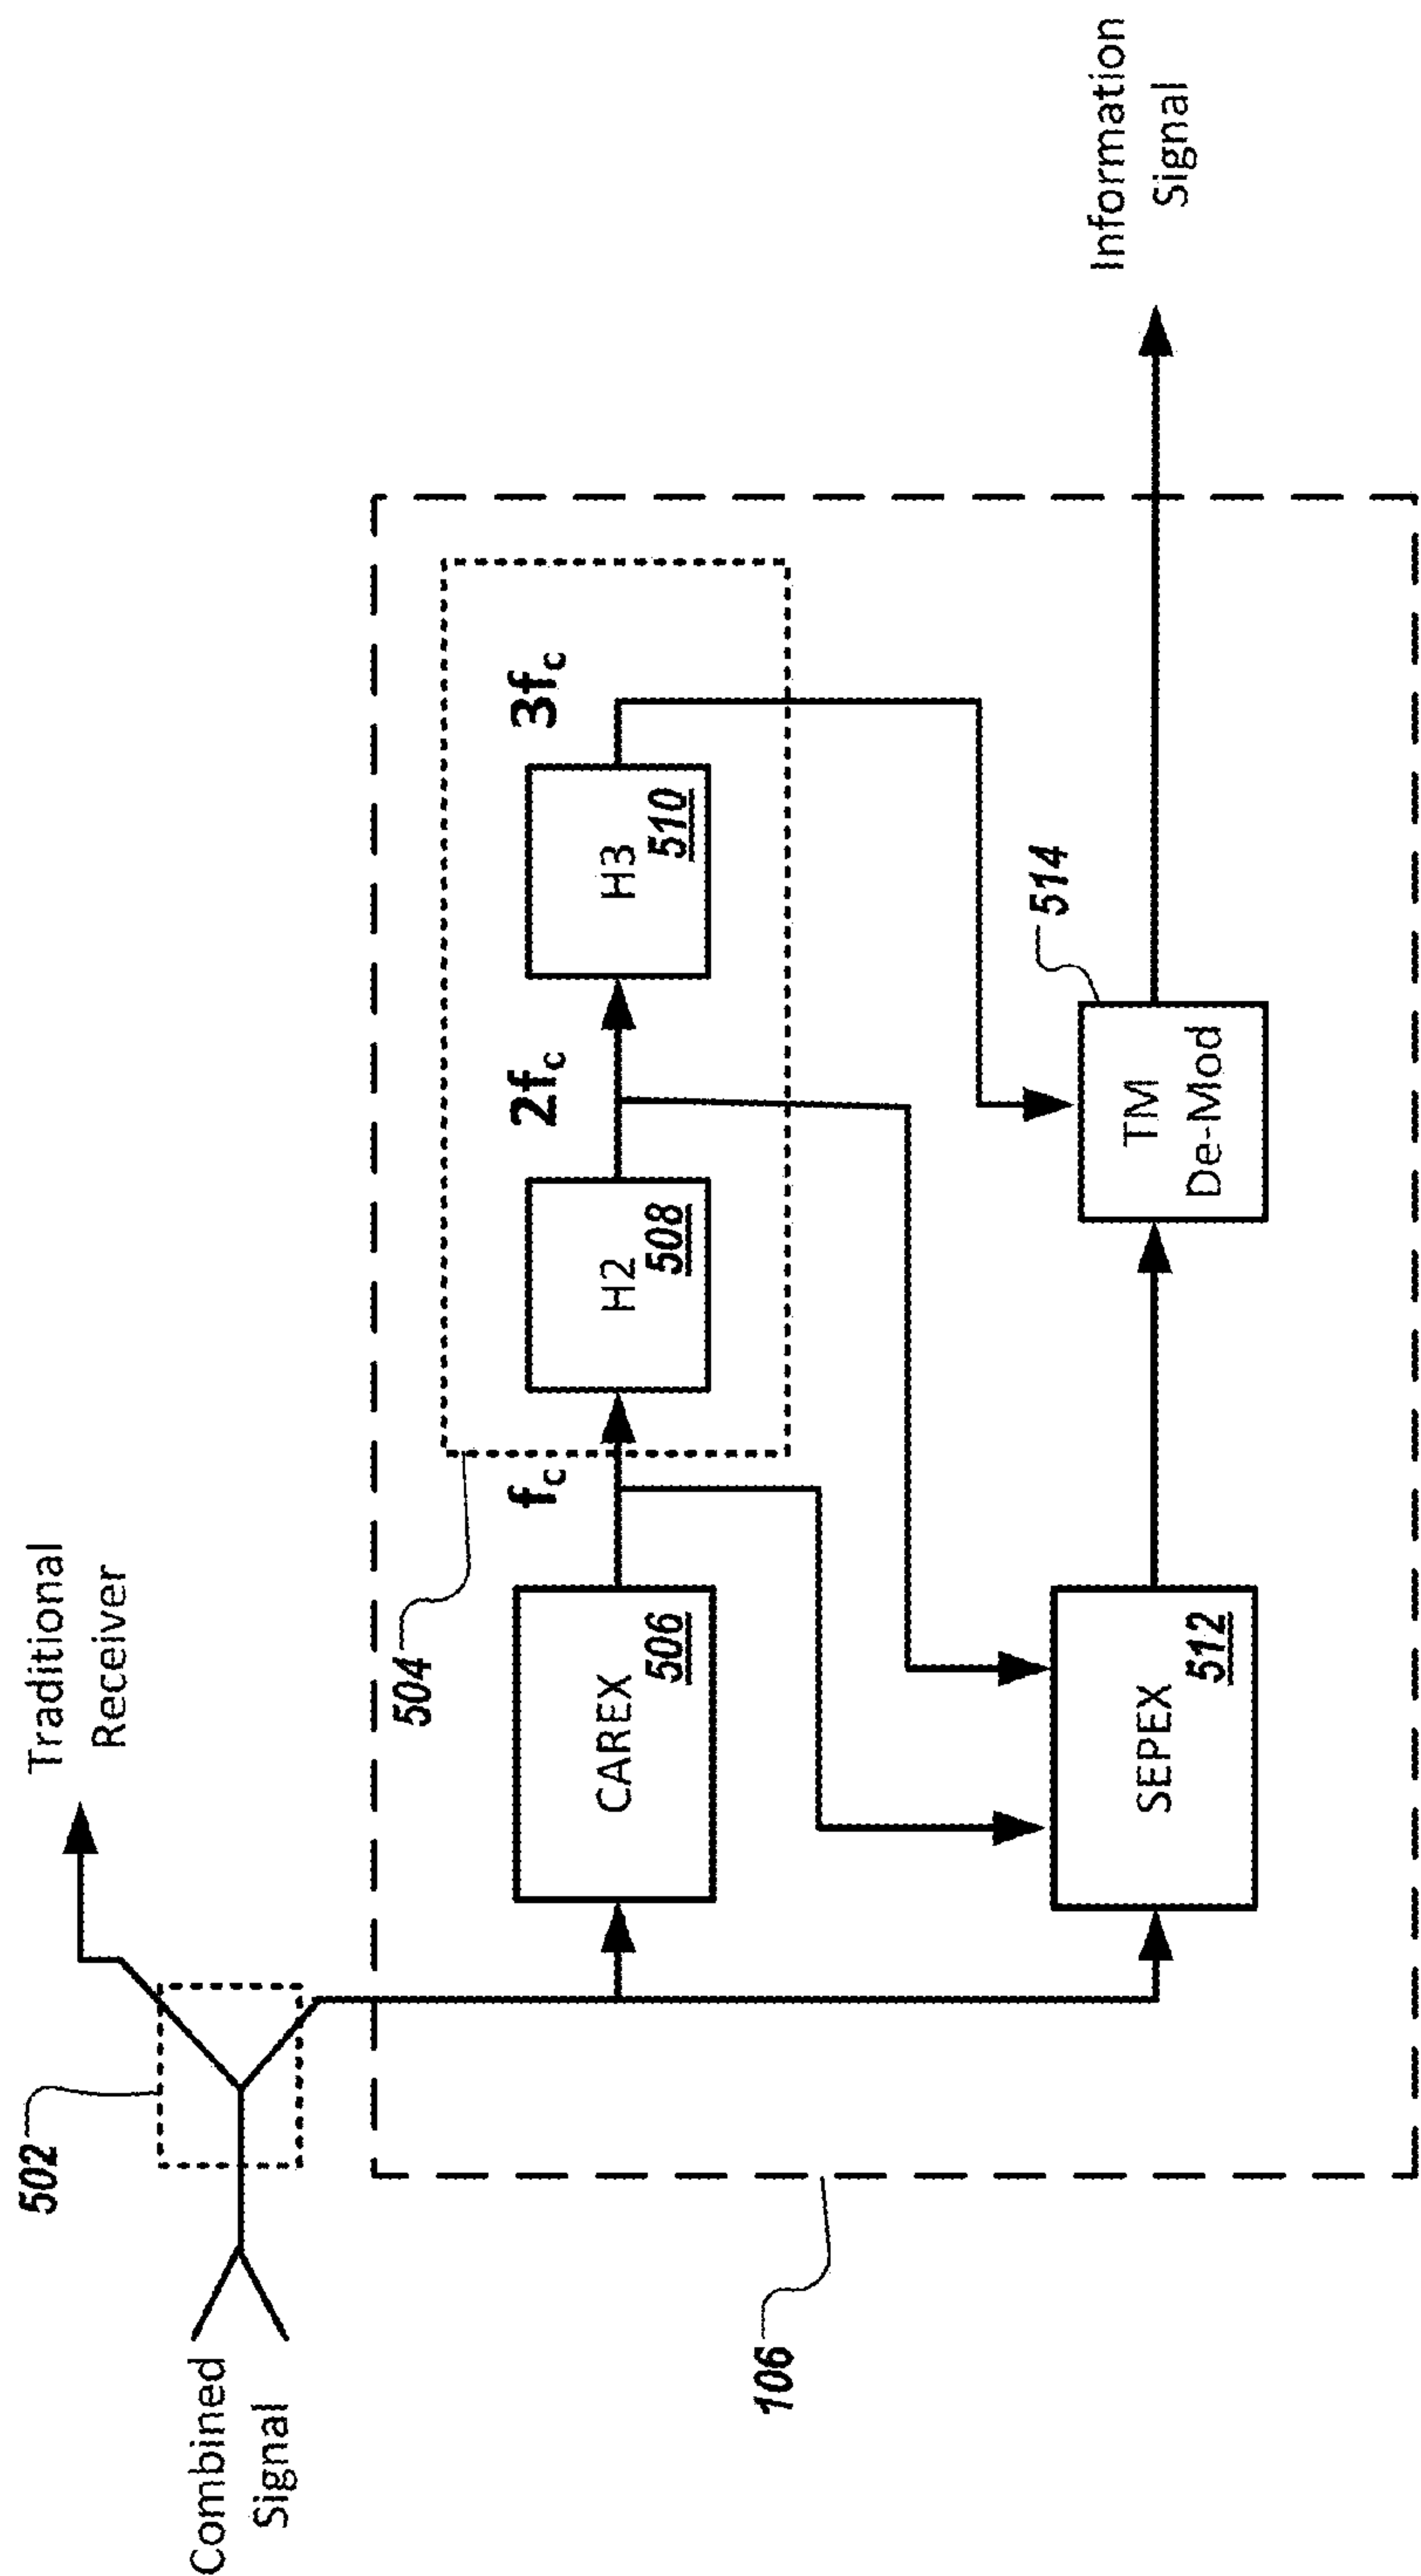 Traditional
Receiver
502
Combined
Signal
504
fc
2fc
3fc
CAREX
506
H2
508
H3
510
514
SEPEX
512
TM
De-Mod
Information
Signal
106